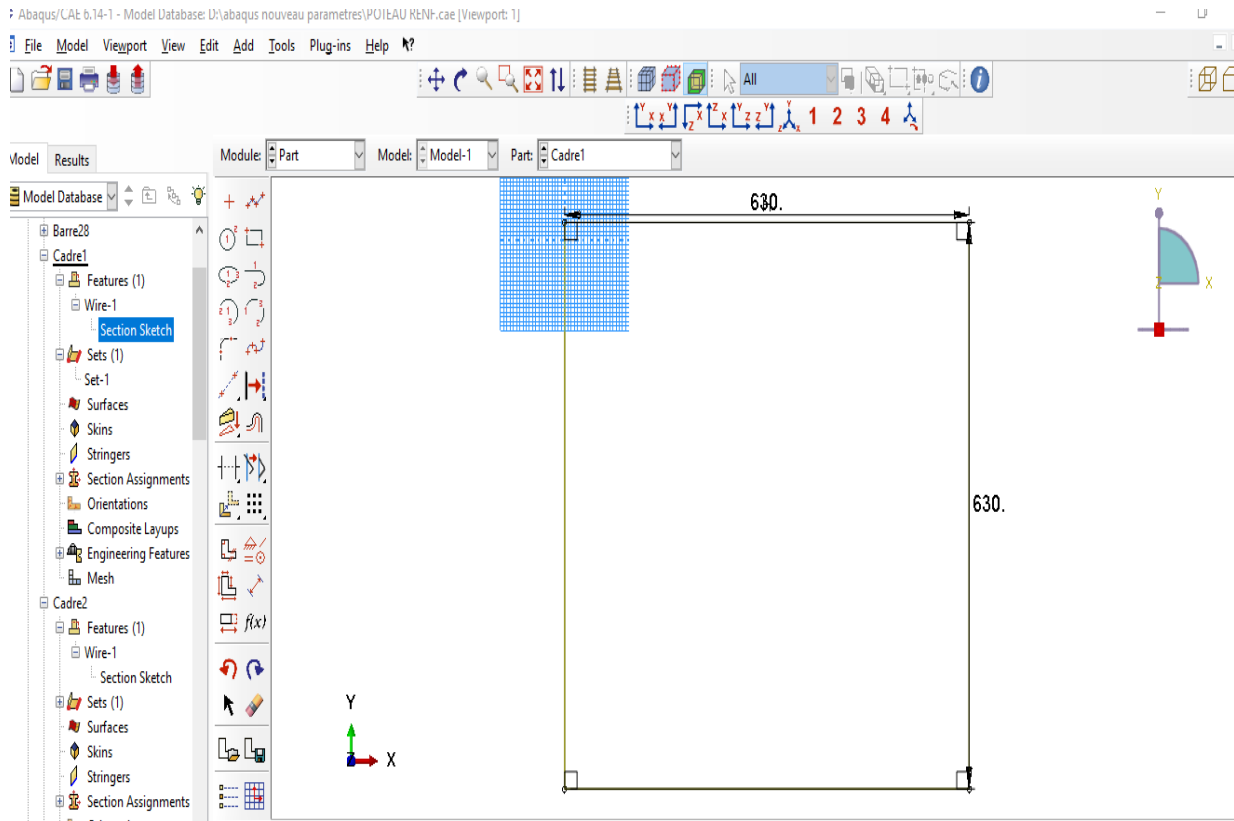 Abaqus/CAE 6.14-1 - Model Database: D:\abaqus nouveau parametres\POTEAU RENF.cae [Viewport: 1]
File Model Viewport View Edit Add Tools Plug-ins Help ?
All
1 2 3 4
Model Results
Module: Part Model: Model-1 Part: Cadre1
Model Database
Barre28
Cadre1
Features (1)
Wire-1
Section Sketch
Sets (1)
Set-1
Surfaces
Skins
Stringers
Section Assignments
Orientations
Composite Layups
Engineering Features
Mesh
Cadre2
Features (1)
Wire-1
Section Sketch
Sets (1)
Surfaces
Skins
Stringers
Section Assignments
f(x)
630.
630.
Y
X
Z
Y
X